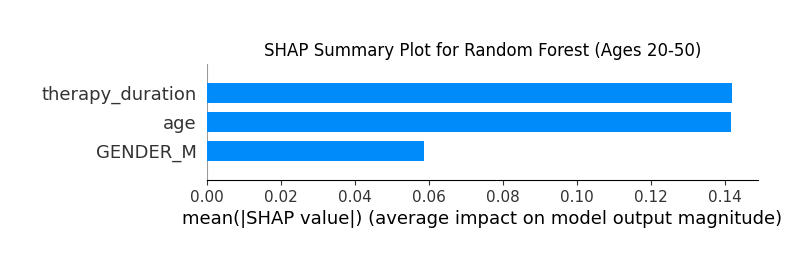 SHAP Summary Plot for Random Forest (Ages 20-50)
therapy_duration
age
GENDER_M
0.00 0.02 0.04 0.06 0.08 0.10 0.12 0.14
mean(|SHAP value|) (average impact on model output magnitude)